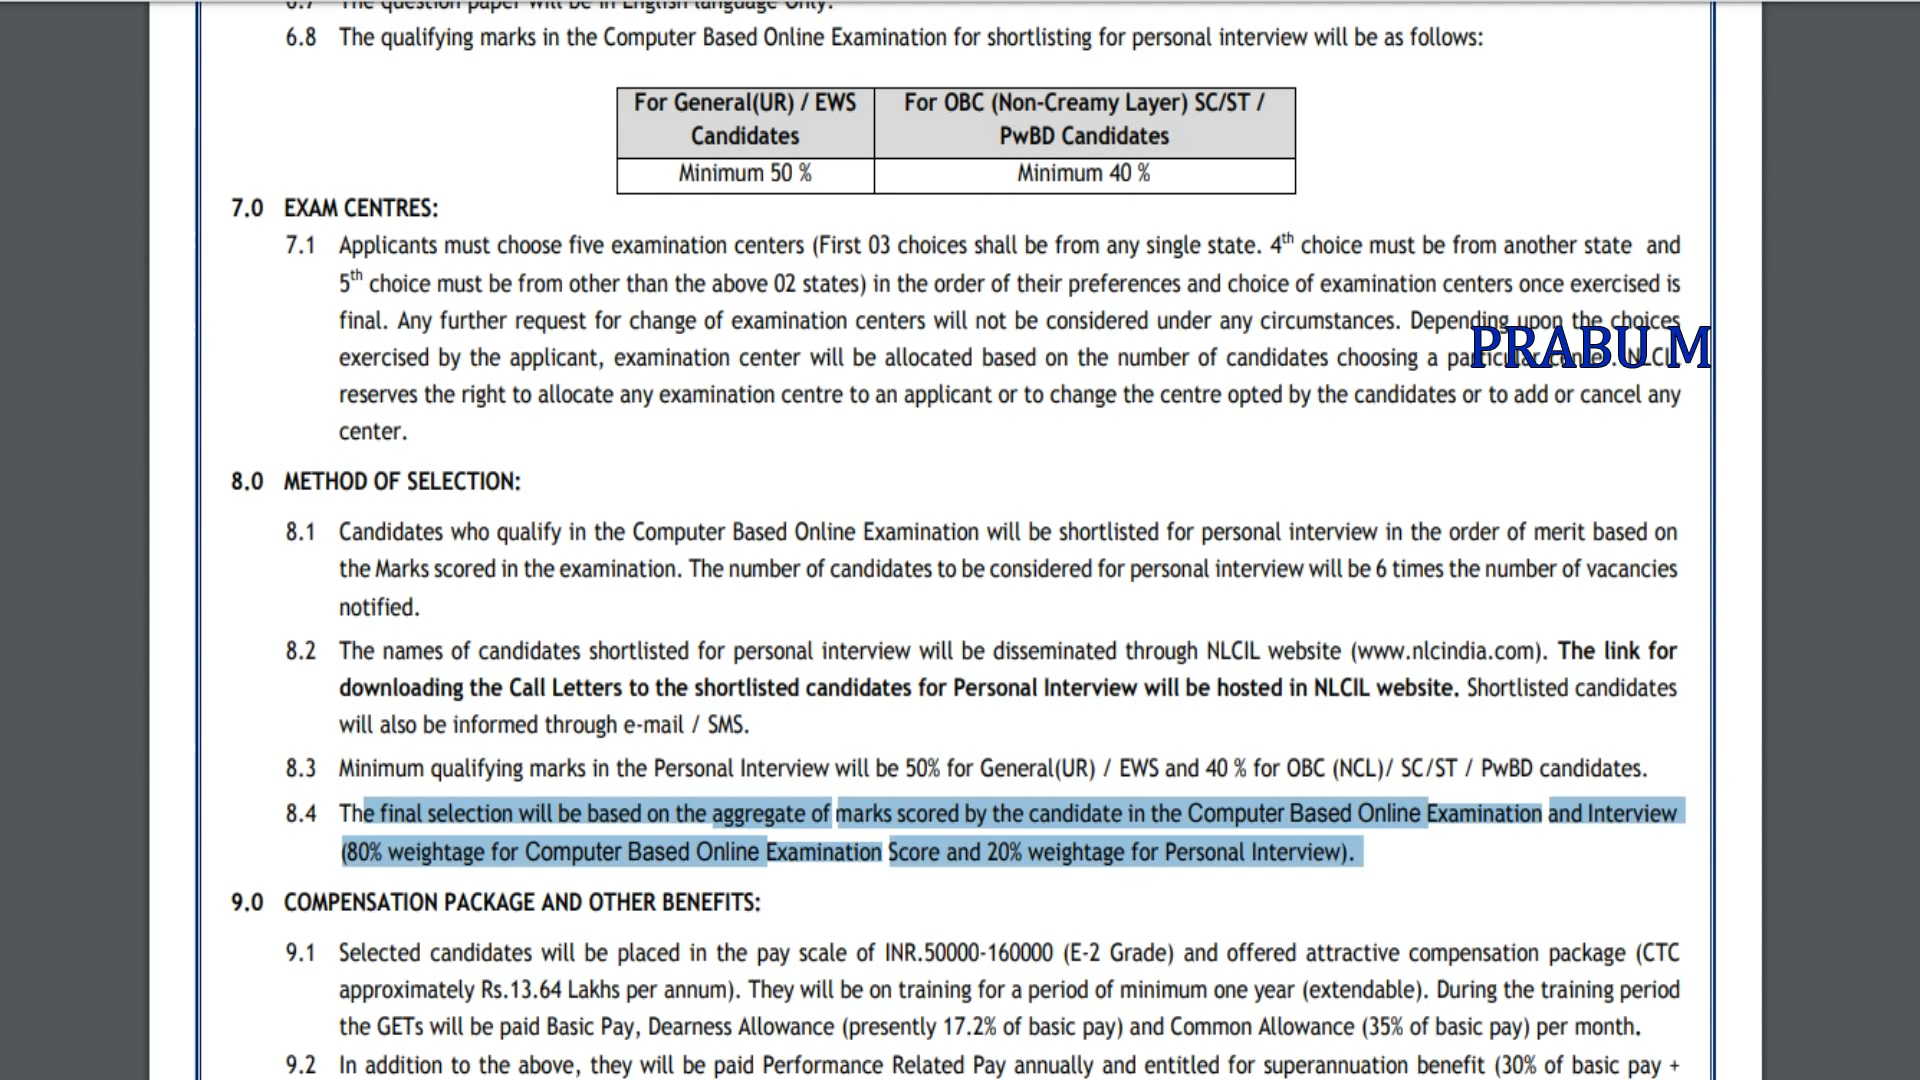 6.7 The question paper will be in English language Only.
6.8 The qualifying marks in the Computer Based Online Examination for shortlisting for personal interview will be as follows:
For General(UR) / EWS Candidates
For OBC (Non-Creamy Layer) SC/ST / PwBD Candidates
Minimum 50 %
Minimum 40 %
7.0 EXAM CENTRES:
7.1 Applicants must choose five examination centers (First 03 choices shall be from any single state. 4th choice must be from another state and
5th choice must be from other than the above 02 states) in the order of their preferences and choice of examination centers once exercised is
final. Any further request for change of examination centers will not be considered under any circumstances. Depending upon the choices
exercised by the applicant, examination center will be allocated based on the number of candidates choosing a particular center. NLCIL
PRABU M
reserves the right to allocate any examination centre to an applicant or to change the centre opted by the candidates or to add or cancel any
center.
8.0 METHOD OF SELECTION:
8.1 Candidates who qualify in the Computer Based Online Examination will be shortlisted for personal interview in the order of merit based on
the Marks scored in the examination. The number of candidates to be considered for personal interview will be 6 times the number of vacancies
notified.
8.2 The names of candidates shortlisted for personal interview will be disseminated through NLCIL website (www.nlcindia.com). The link for
downloading the Call Letters to the shortlisted candidates for Personal Interview will be hosted in NLCIL website. Shortlisted candidates
will also be informed through e-mail / SMS.
8.3 Minimum qualifying marks in the Personal Interview will be 50% for General(UR) / EWS and 40 % for OBC (NCL)/ SC/ST / PwBD candidates.
8.4 The final selection will be based on the aggregate of marks scored by the candidate in the Computer Based Online Examination and Interview
(80% weightage for Computer Based Online Examination Score and 20% weightage for Personal Interview).
9.0 COMPENSATION PACKAGE AND OTHER BENEFITS:
9.1 Selected candidates will be placed in the pay scale of INR.50000-160000 (E-2 Grade) and offered attractive compensation package (CTC
approximately Rs.13.64 Lakhs per annum). They will be on training for a period of minimum one year (extendable). During the training period
the GETs will be paid Basic Pay, Dearness Allowance (presently 17.2% of basic pay) and Common Allowance (35% of basic pay) per month.
9.2 In addition to the above, they will be paid Performance Related Pay annually and entitled for superannuation benefit (30% of basic pay +